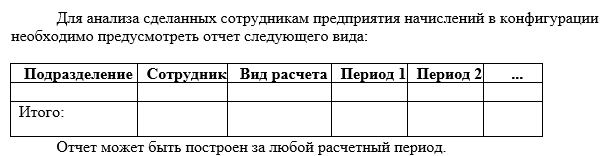 Для анализа сделанных сотрудникам предприятия начислений в конфигурации
необходимо предусмотреть отчет следующего вида:
Подразделение Сотрудник Вид расчета Период 1 Период 2 ...
Итого:
Отчет может быть построен за любой расчетный период.